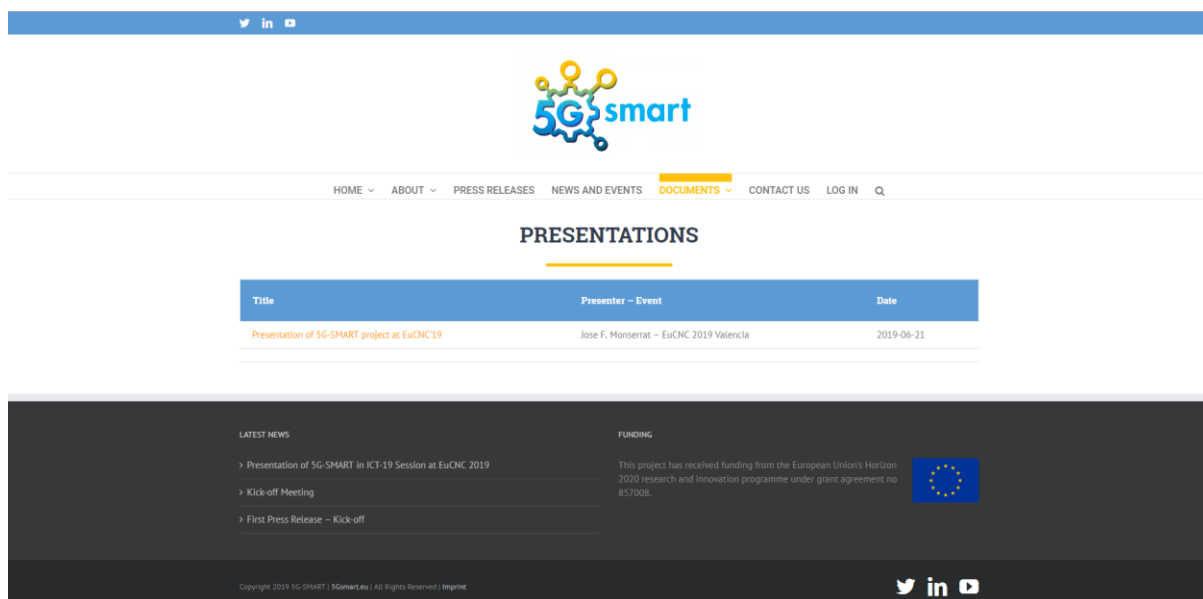 5G smart
HOME ABOUT PRESS RELEASES NEWS AND EVENTS DOCUMENTS CONTACT US LOG IN
PRESENTATIONS
Title Presenter – Event Date
Presentation of 5G-SMART project at EuCNC'19 Jose F. Monserrat – EuCNC 2019 Valencia 2019-06-21
LATEST NEWS
> Presentation of 5G-SMART in ICT-19 Session at EuCNC 2019
> Kick-off Meeting
> First Press Release – Kick-off
FUNDING
This project has received funding from the European Union's Horizon
2020 research and innovation programme under grant agreement no
857008.
Copyright 2019 5G-SMART | 5Gsmart.eu | All Rights Reserved | Imprint